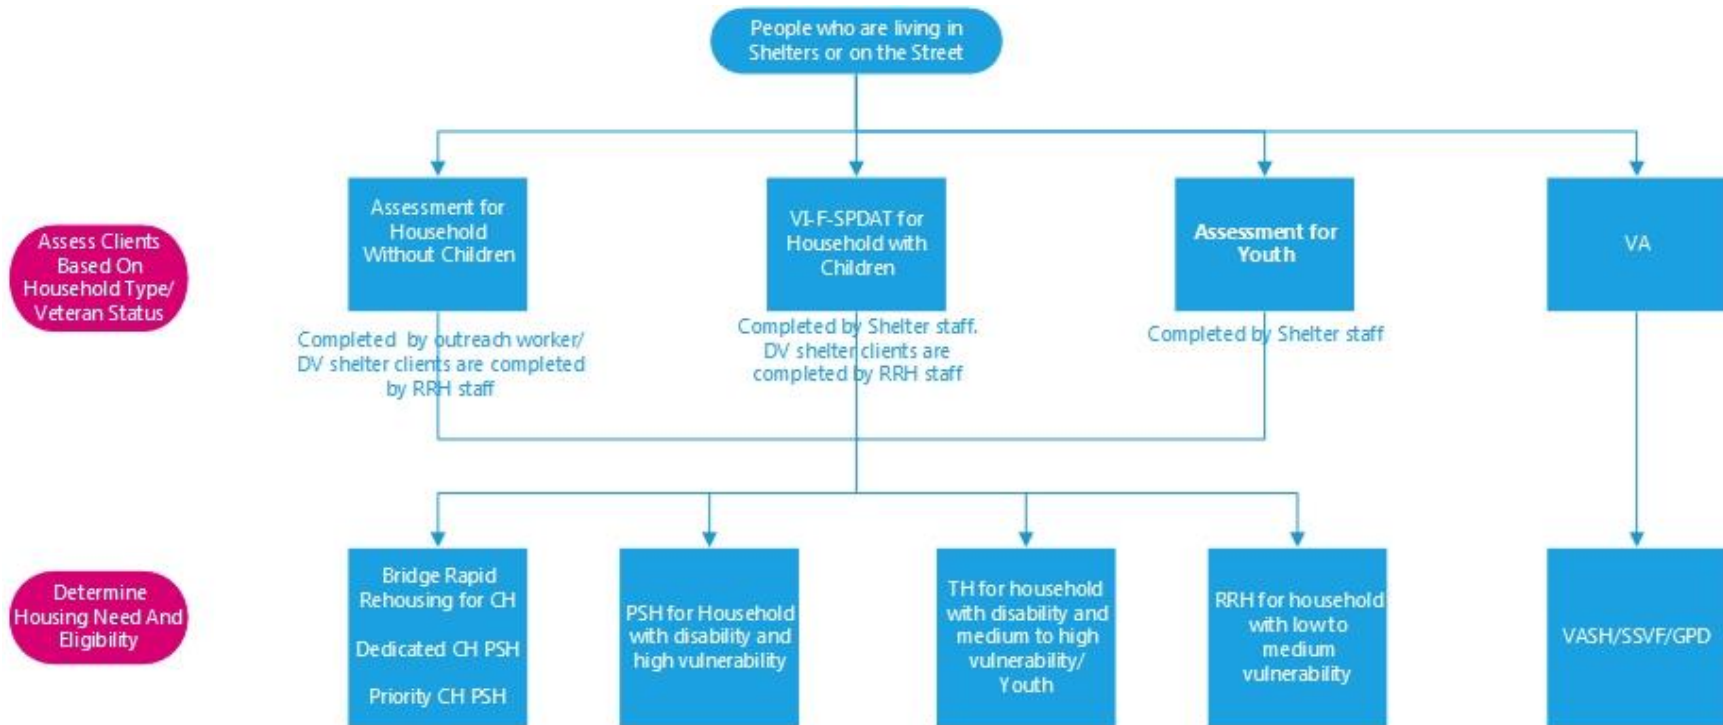 People who are living in
Shelters or on the Street
Assess Clients
Based On
Household Type/
Veteran Status
Assessment for
Household
Without Children
VI-F-SPDAT for
Household with
Children
Assessment for
Youth
VA
Completed by outreach worker/
DV shelter clients are completed
by RRH staff
Completed by Shelter staff.
DV shelter clients are
completed by RRH staff
Completed by Shelter staff
Determine
Housing Need And
Eligibility
Bridge Rapid
Rehousing for CH
Dedicated CH PSH
Priority CH PSH
PSH for Household
with disability and
high vulnerability
TH for household
with disability and
medium to high
vulnerability/
Youth
RRH for household
with low to
medium
vulnerability
VASH/SSVF/GPD